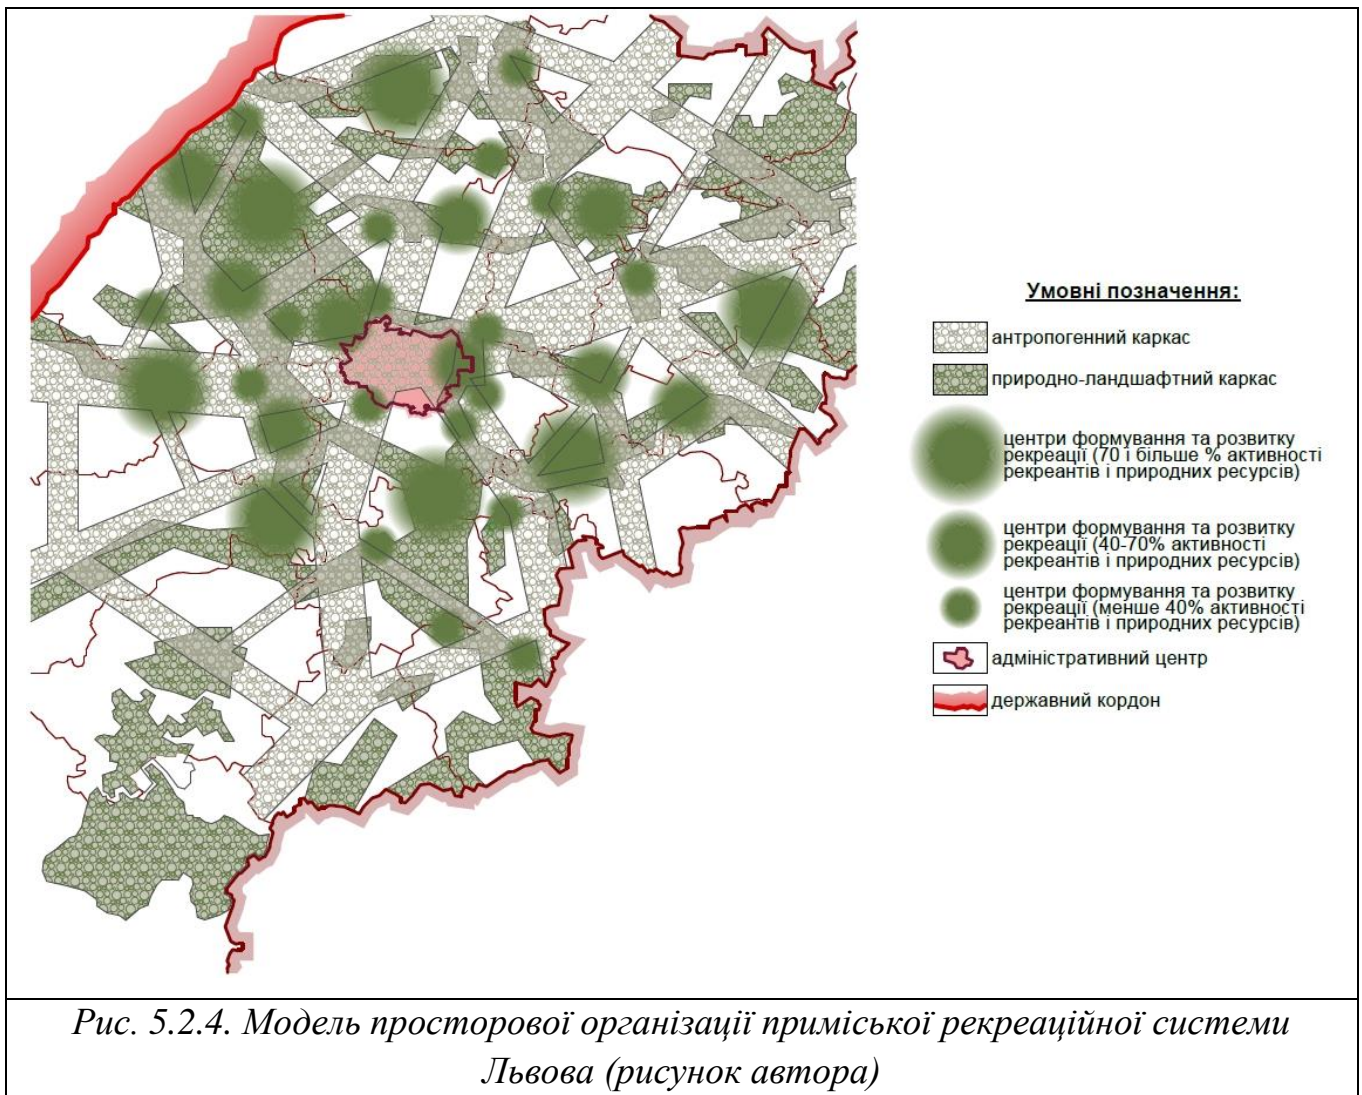 Умовні позначення:
антропогенний каркас
природно-ландшафтний каркас
центри формування та розвитку
рекреації (70 і більше % активності
рекреантів і природних ресурсів)
центри формування та розвитку
рекреації (40-70% активності
рекреантів і природних ресурсів)
центри формування та розвитку
рекреації (менше 40% активності
рекреантів і природних ресурсів)
адміністративний центр
державний кордон
Рис. 5.2.4. Модель просторової організації приміської рекреаційної системи
Львова (рисунок автора)